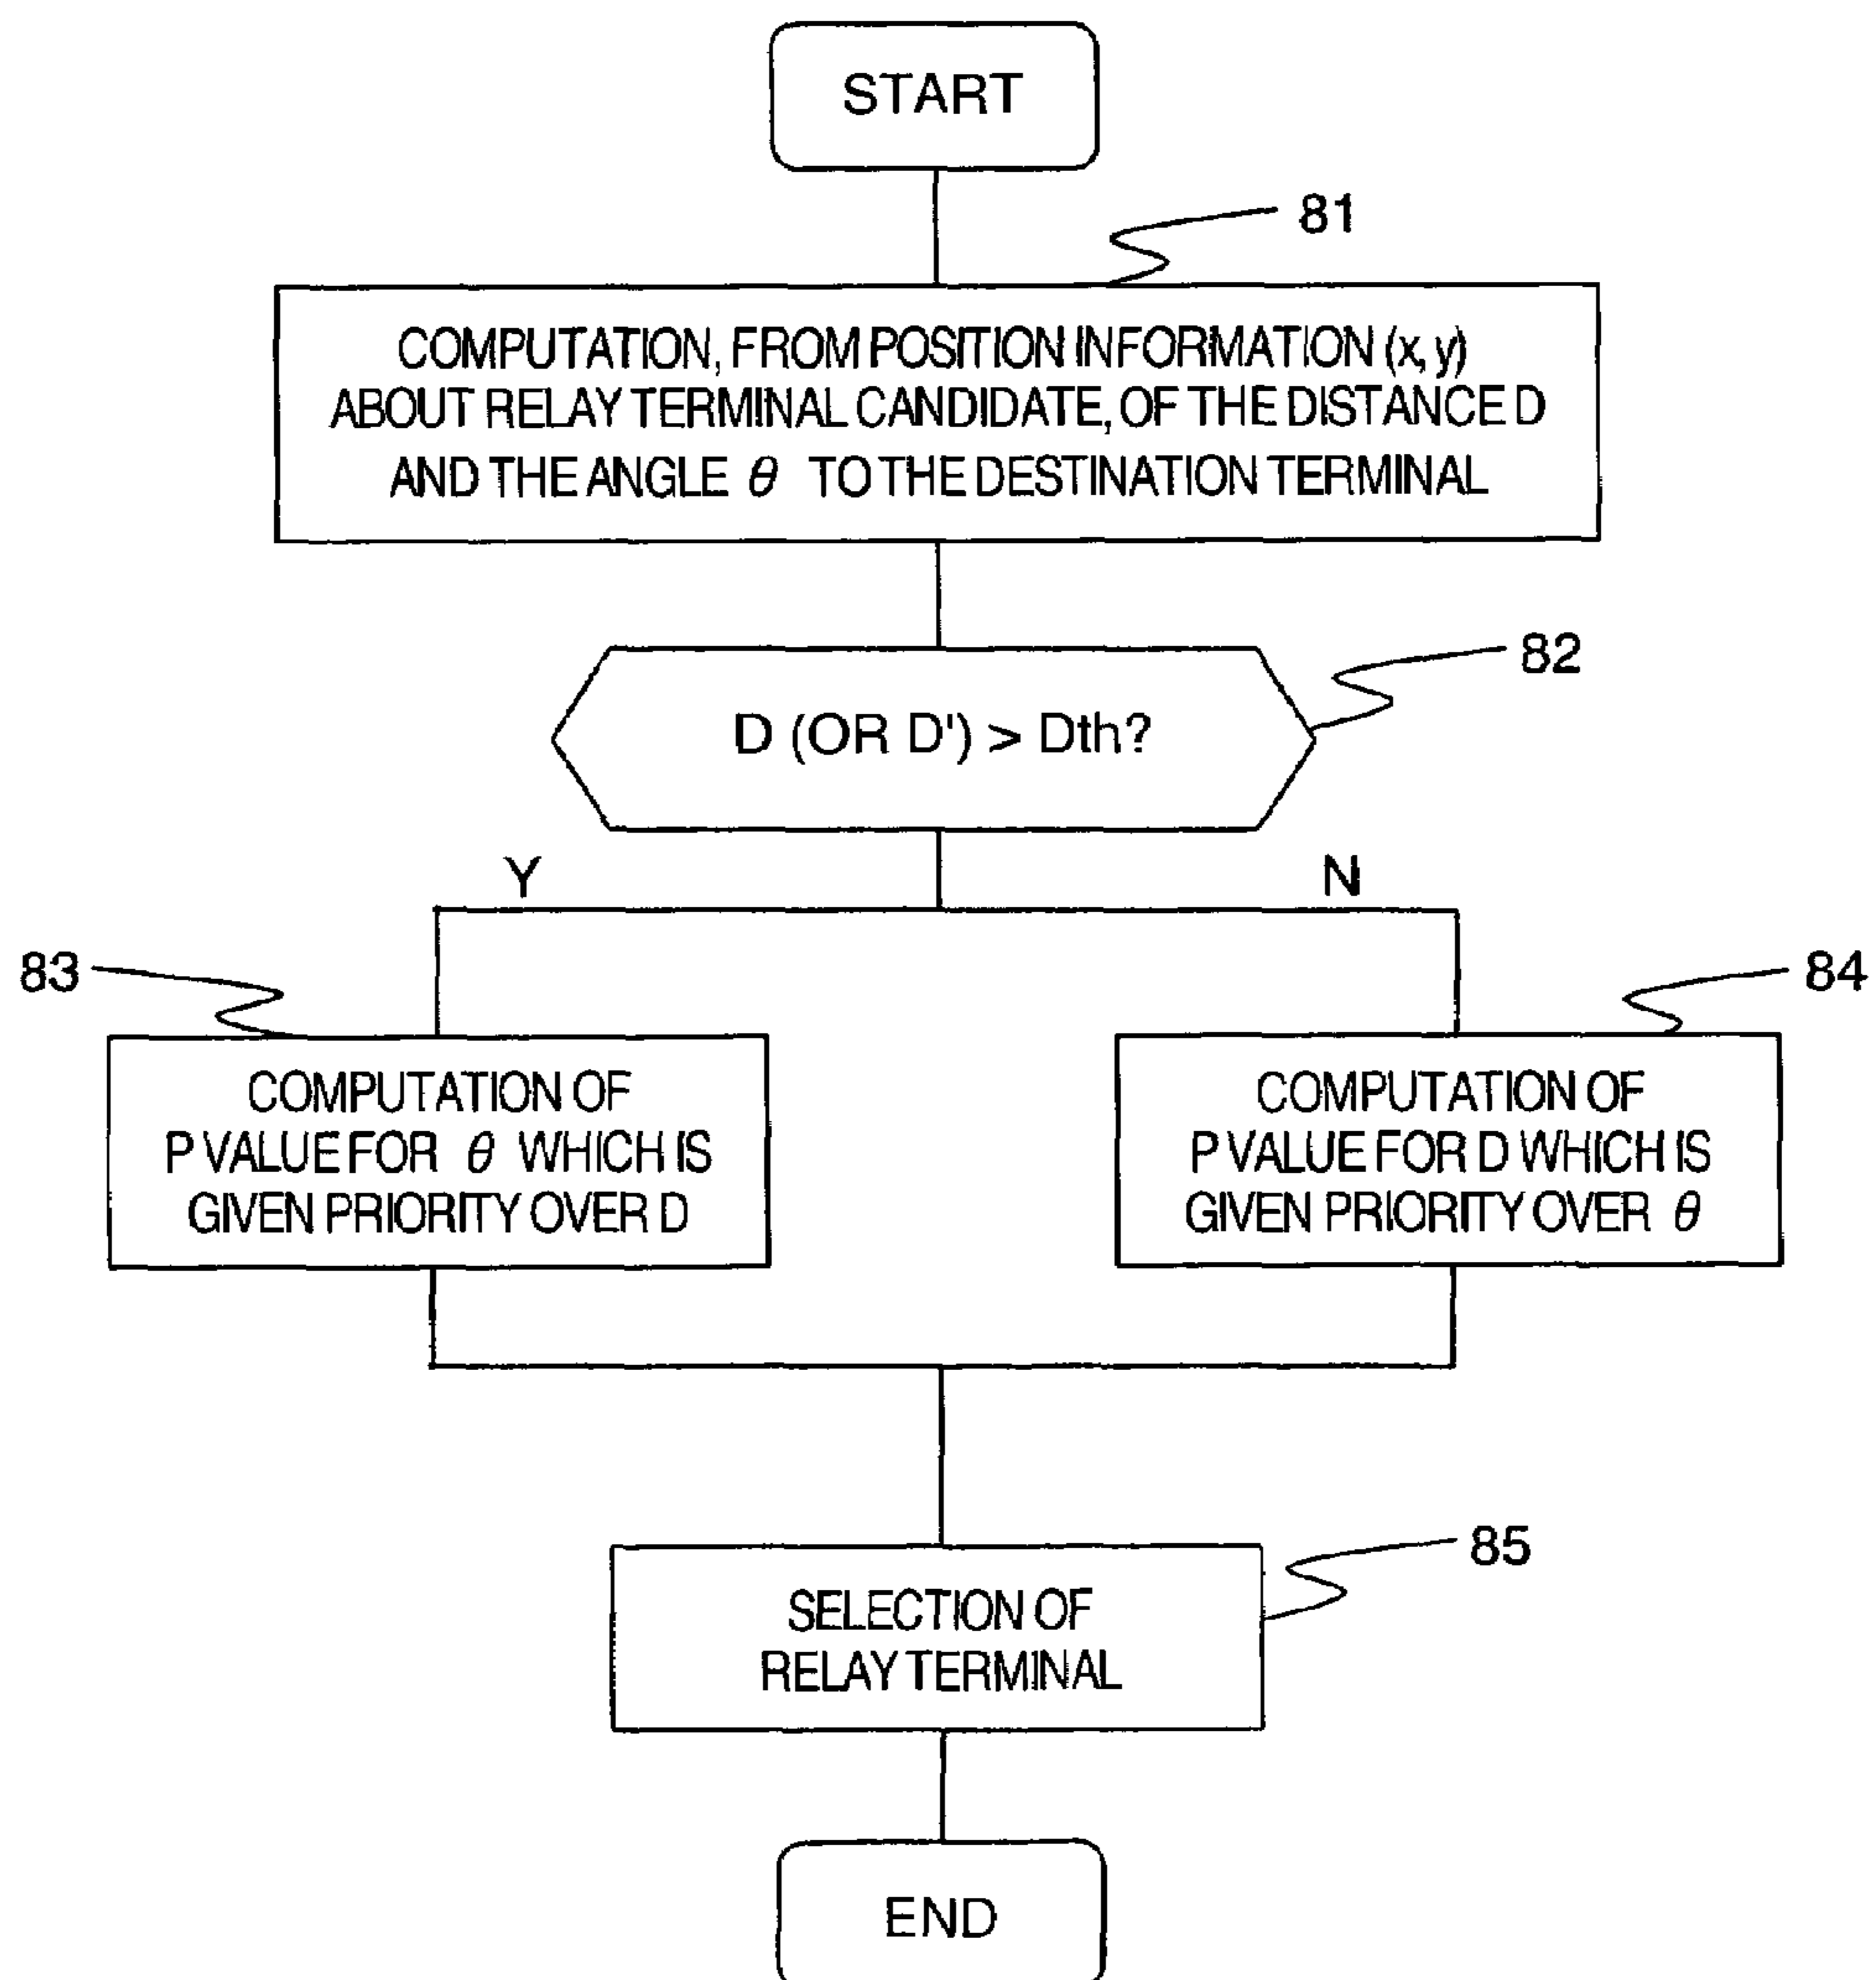 START
81
COMPUTATION, FROM POSITION INFORMATION (x, y)
ABOUT RELAY TERMINAL CANDIDATE, OF THE DISTANCE D
AND THE ANGLE θ TO THE DESTINATION TERMINAL
82
D (OR D') > Dth?
Y
N
83
84
COMPUTATION OF
P VALUE FOR θ WHICH IS
GIVEN PRIORITY OVER D
COMPUTATION OF
P VALUE FOR D WHICH IS
GIVEN PRIORITY OVER θ
85
SELECTION OF
RELAY TERMINAL
END